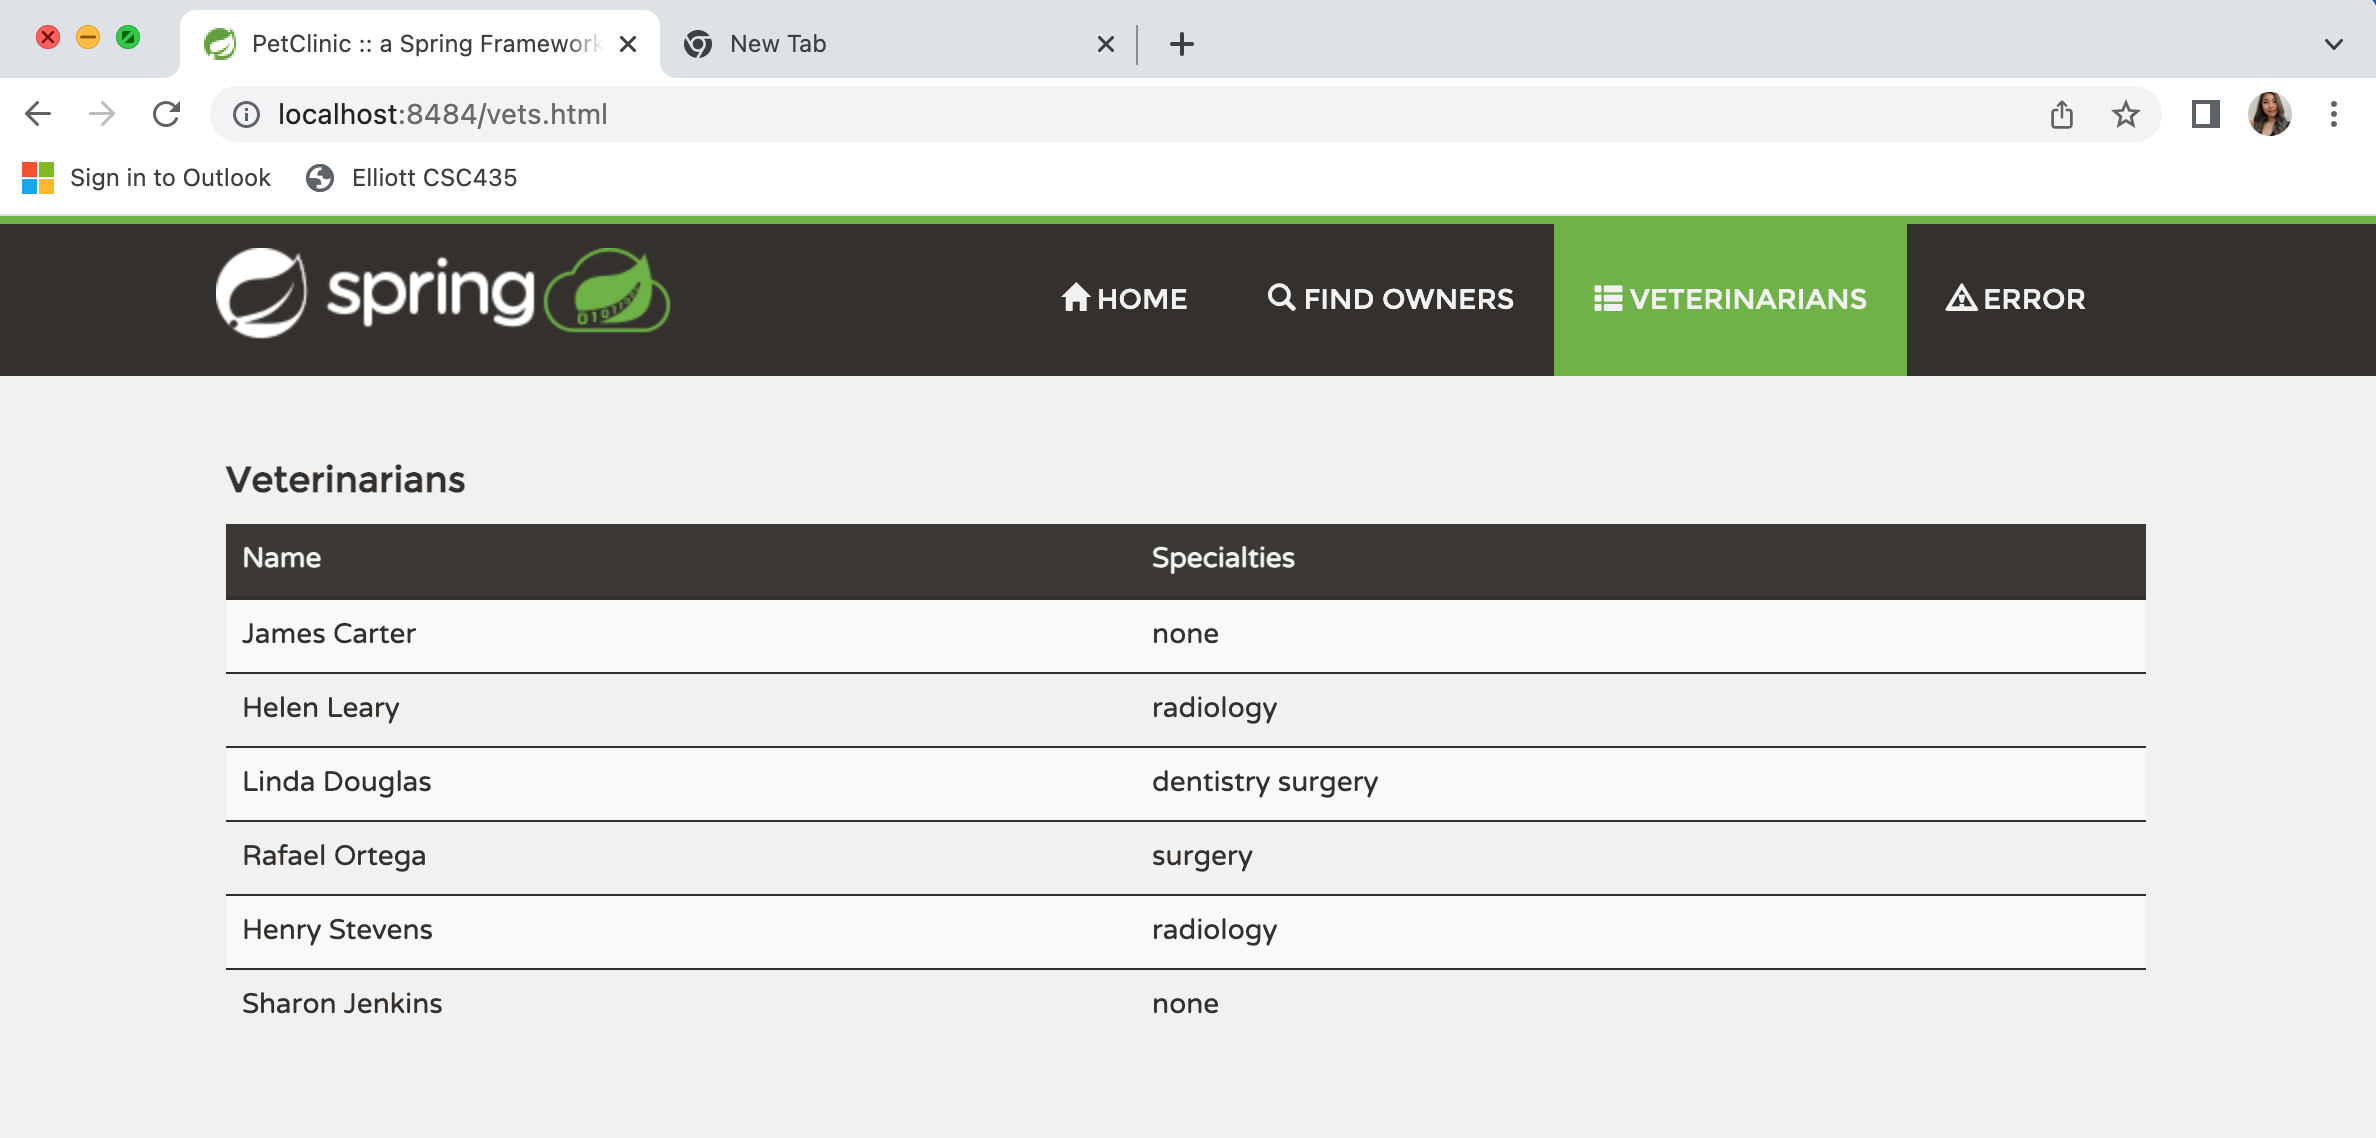 PetClinic :: a Spring Framework
New Tab
localhost:8484/vets.html
Sign in to Outlook
Elliott CSC435
spring
HOME
FIND OWNERS
VETERINARIANS
ERROR
Veterinarians
Name Specialties
James Carter none
Helen Leary radiology
Linda Douglas dentistry surgery
Rafael Ortega surgery
Henry Stevens radiology
Sharon Jenkins none